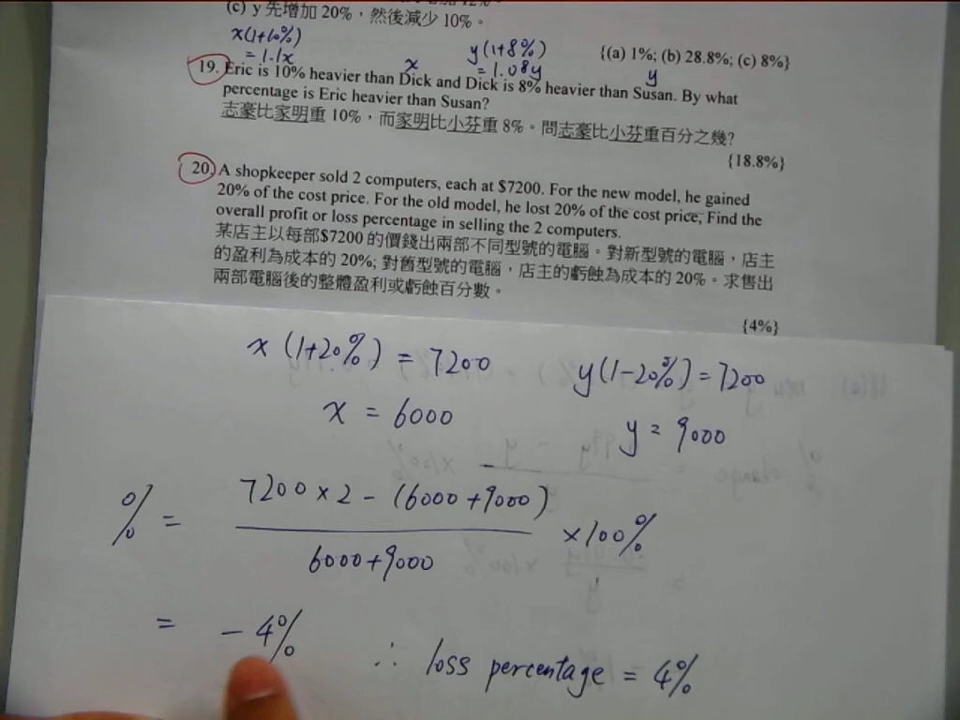 (c) y 先增加 20%，然後減少 10%。
x(1+10%)
= 1.1x
x
y(1+8%)
= 1.08y
y
{(a) 1%; (b) 28.8%; (c) 8%}
19. Eric is 10% heavier than Dick and Dick is 8% heavier than Susan. By what
percentage is Eric heavier than Susan?
志豪比家明重 10%，而家明比小芬重 8%。問志豪比小芬重百分之幾?
{18.8%}
20. A shopkeeper sold 2 computers, each at $7200. For the new model, he gained
20% of the cost price. For the old model, he lost 20% of the cost price, Find the
overall profit or loss percentage in selling the 2 computers.
某店主以每部$7200 的價錢出兩部不同型號的電腦。對新型號的電腦，店主
的盈利為成本的 20%; 對舊型號的電腦，店主的虧蝕為成本的 20%。求售出
兩部電腦後的整體盈利或虧蝕百分數。
{4%}
x (1+20%) = 7200
x = 6000
y(1-20%) = 7200
y = 9000
% = 7200 x 2 - (6000 + 9000)
6000 + 9000
x 100%
= - 4%
∴ loss percentage = 4%